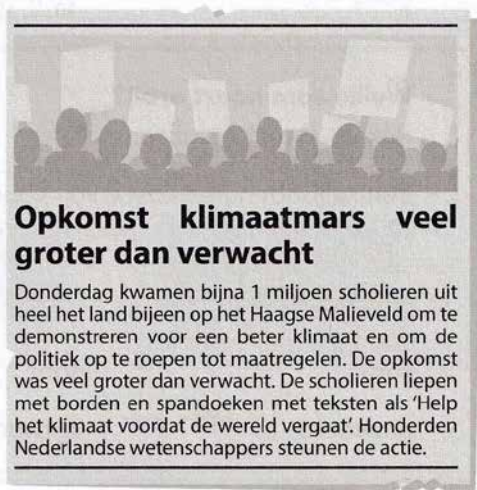 Opkomst klimaatmars veel
groter dan verwacht
Donderdag kwamen bijna 1 miljoen scholieren uit
heel het land bijeen op het Haagse Malieveld om te
demonstreren voor een beter klimaat en om de
politiek op te roepen tot maatregelen. De opkomst
was veel groter dan verwacht. De scholieren liepen
met borden en spandoeken met teksten als ‘Help
het klimaat voordat de wereld vergaat’. Honderden
Nederlandse wetenschappers steunen de actie.